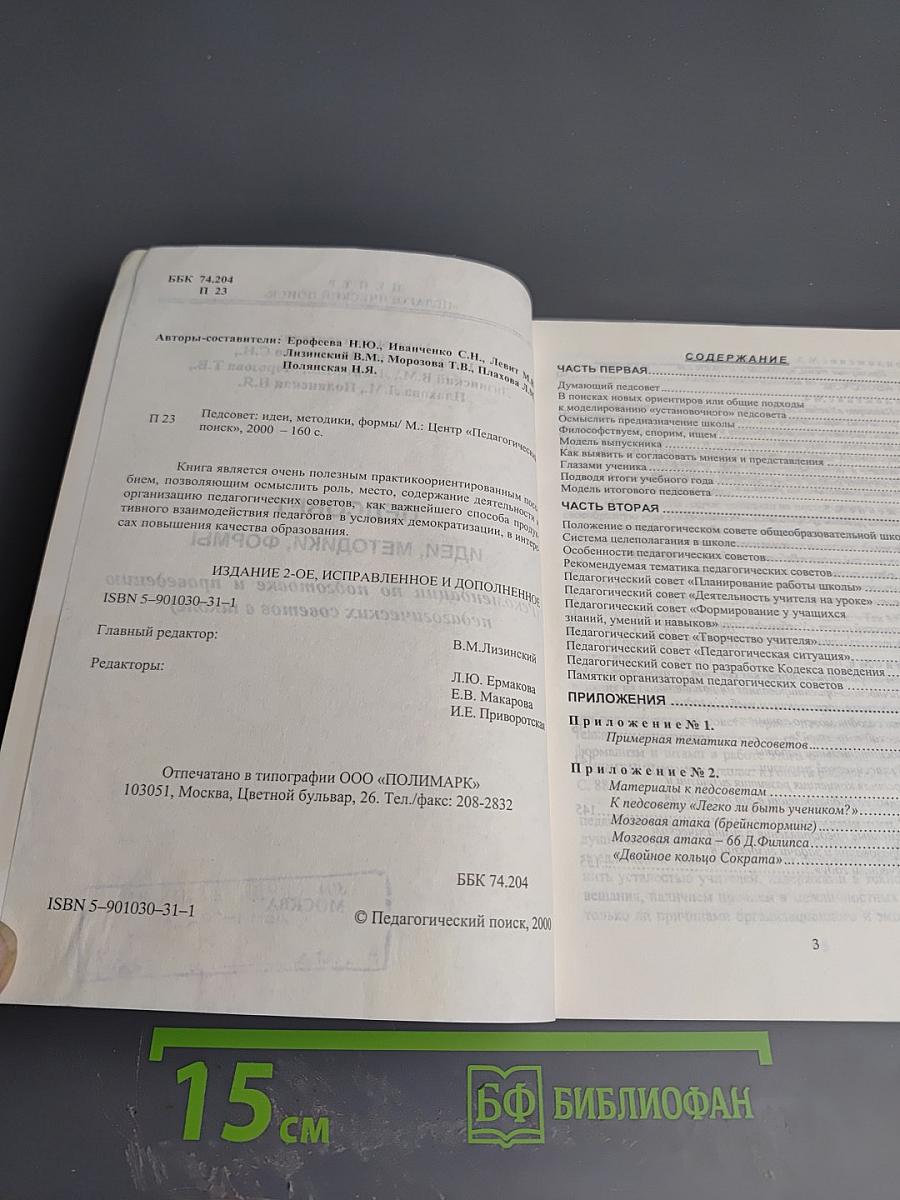 ББК 74.204
П 23
Авторы-составители: Ерофеева Н.Ю., Иванченко С.Н., Левит М.
Лизинский В.М., Морозова Т.В., Плахова Л.
Полянская Н.Я.
П 23 Педсовет: идеи, методики, формы/ М.: Центр «Педагогический
поиск», 2000 – 160 с.
Книга является очень полезным практикоориентированным
бием, позволяющим осмыслить роль, место, содержание деятельности
организацию педагогических советов, как важнейшего способа
тивного взаимодействия педагогов в условиях демократизации, в
сах повышения качества образования.
ИЗДАНИЕ 2-ОЕ, ИСПРАВЛЕННОЕ И ДОПОЛНЕННОЕ
ISBN 5–901030–31–1
Главный редактор:
В.М.Лизинский
Редакторы:
Л.Ю. Ермакова
Е.В. Макарова
И.Е. Приворотская
Отпечатано в типографии ООО «ПОЛИМАРК»
103051, Москва, Цветной бульвар, 26. Тел./факс: 208-2832
ББК 74.204
ISBN 5–901030–31–1
© Педагогический поиск, 2000
СОДЕРЖАНИЕ
ЧАСТЬ ПЕРВАЯ
Думающий педсовет
В поисках новых ориентиров или общие подходы
к моделированию «установочного» педсовета
Осмыслить предназначение школы
Философствуем, спорим, ищем
Модель выпускника
Как выявить и согласовать мнения и представления
Глазами ученика
Подводя итоги учебного года
Модель итогового педсовета
ЧАСТЬ ВТОРАЯ
Положение о педагогическом совете общеобразовательной
Система целеполагания в школе
Особенности педагогических советов
Рекомендуемая тематика педагогических советов
Педагогический совет «Планирование работы школы»
Педагогический совет «Деятельность учителя на уроке»
Педагогический совет «Формирование у учащихся
знаний, умений и навыков»
Педагогический совет «Творчество учителя»
Педагогический совет «Педагогическая ситуация»
Педагогический совет по разработке Кодекса поведения
Памятки организаторам педагогических советов
ПРИЛОЖЕНИЯ
Приложение № 1.
Примерная тематика педсоветов
Приложение № 2.
Материалы к педсоветам
К педсовету «Легко ли быть учеником?»
Мозговая атака (брейнсторминг)
Мозговая атака – 66 Д.Филипса
«Двойное кольцо Сократа»
3
15 см
БФ БИБЛИОФАН